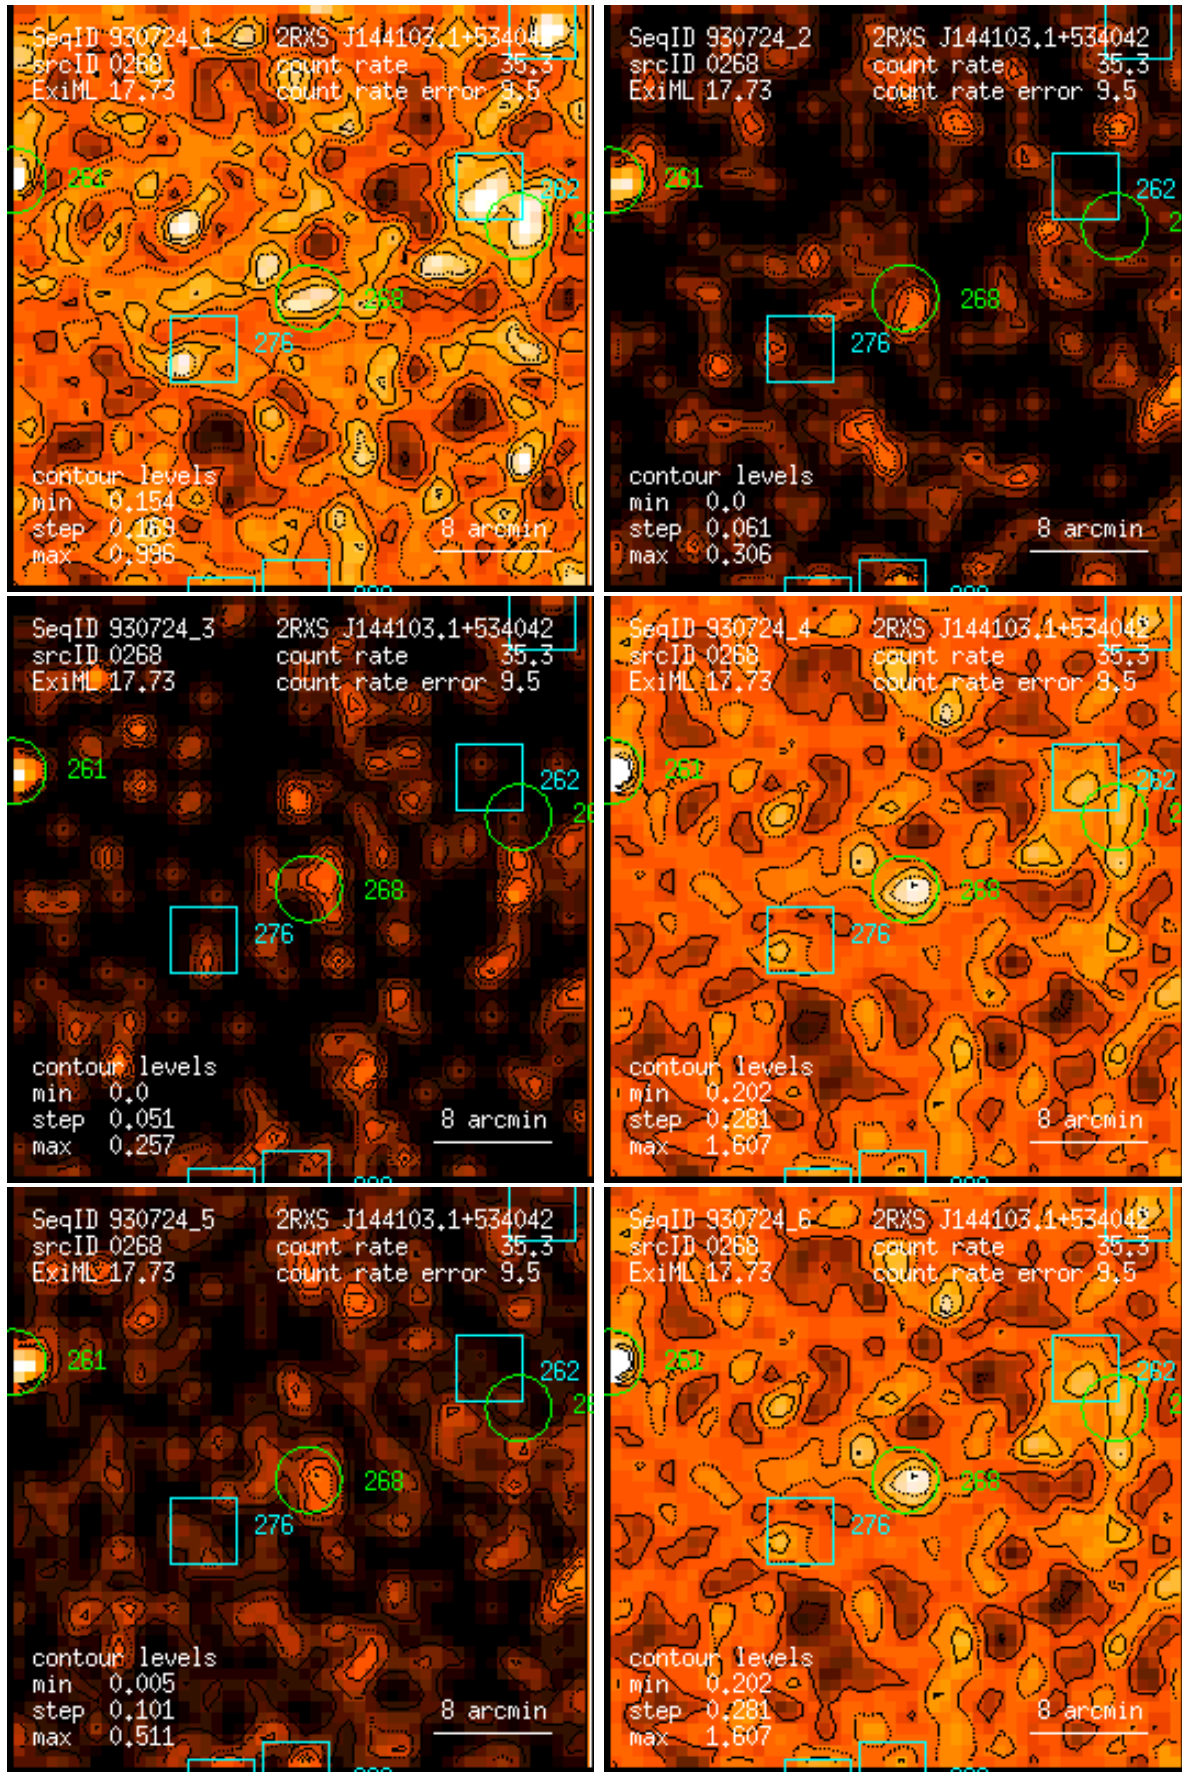 SeqID 930724_1 2RXS J144103.1+534042
srcID 0268 count rate 35.3
ExiML 17.73 count rate error 9.5
261
262
268
276
contour levels
min 0.154
step 0.169
max 0.996
8 arcmin
SeqID 930724_2 2RXS J144103.1+534042
srcID 0268 count rate 35.3
ExiML 17.73 count rate error 9.5
261
262
268
276
contour levels
min 0.0
step 0.061
max 0.306
8 arcmin
SeqID 930724_3 2RXS J144103.1+534042
srcID 0268 count rate 35.3
ExiML 17.73 count rate error 9.5
261
262
268
276
contour levels
min 0.0
step 0.051
max 0.257
8 arcmin
SeqID 930724_4 2RXS J144103.1+534042
srcID 0268 count rate 35.3
ExiML 17.73 count rate error 9.5
261
262
268
276
contour levels
min 0.202
step 0.281
max 1.607
8 arcmin
SeqID 930724_5 2RXS J144103.1+534042
srcID 0268 count rate 35.3
ExiML 17.73 count rate error 9.5
261
262
268
276
contour levels
min 0.005
step 0.101
max 0.511
8 arcmin
SeqID 930724_6 2RXS J144103.1+534042
srcID 0268 count rate 35.3
ExiML 17.73 count rate error 9.5
261
262
268
276
contour levels
min 0.202
step 0.281
max 1.607
8 arcmin